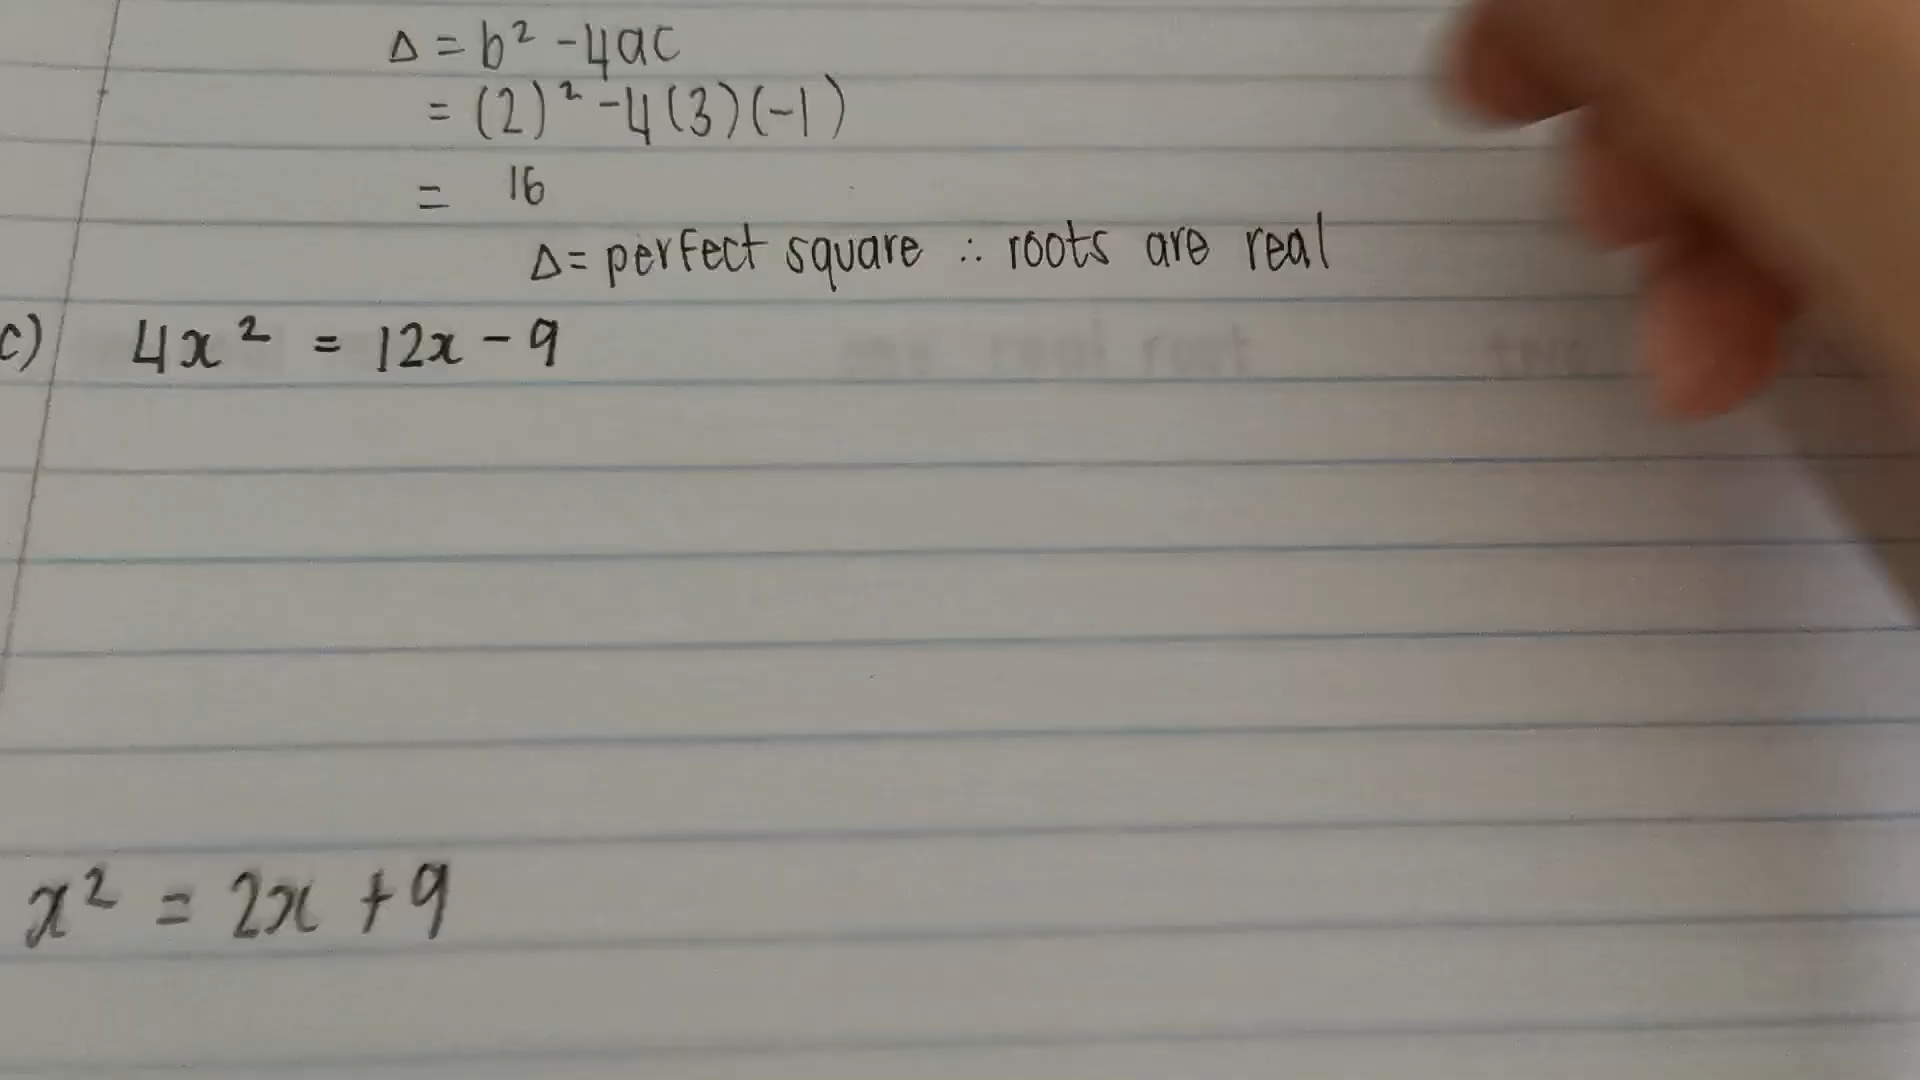 Δ = b² - 4ac
= (2)² - 4(3)(-1)
= 16
Δ = perfect square ∴ roots are real
c) 4x² = 12x - 9
x² = 2x + 9